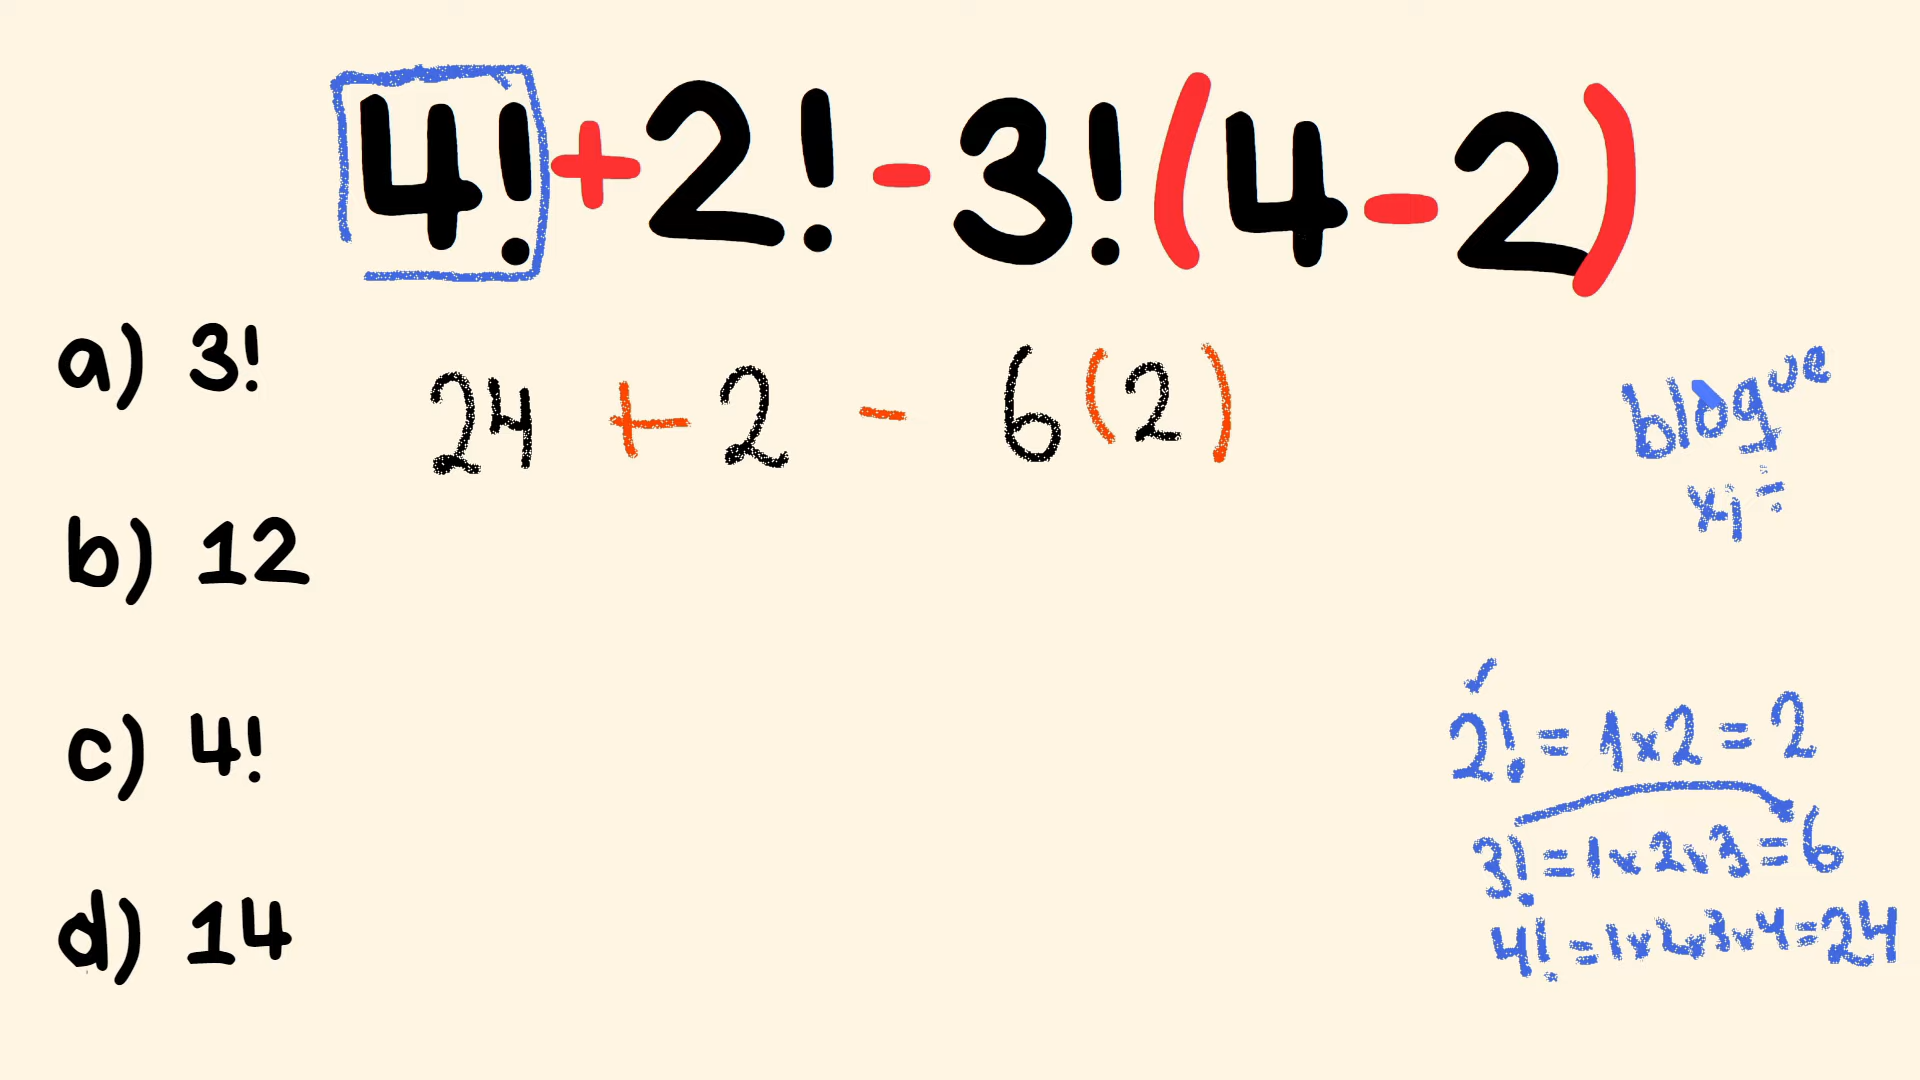 4!+2!-3!(4-2)
a) 3!
24 + 2 - 6(2)
blogue
b) 12
c) 4!
2! = 1x2 = 2
3! = 1x2x3 = 6
d) 14
4! = 1x2x3x4 = 24